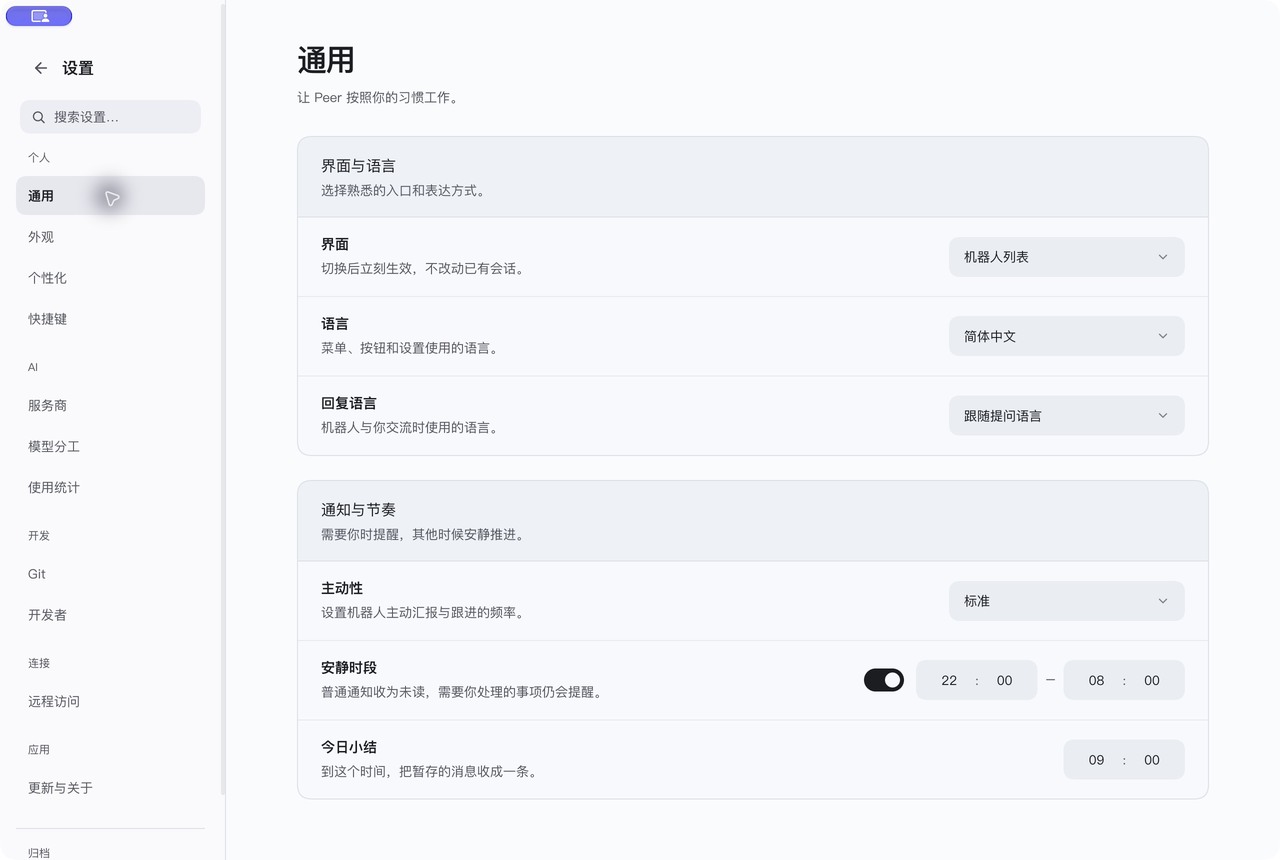 设置
搜索设置...
个人
通用
外观
个性化
快捷键
AI
服务商
模型分工
使用统计
开发
Git
开发者
连接
远程访问
应用
更新与关于
归档
通用
让 Peer 按照你的习惯工作。
界面与语言
选择熟悉的入口和表达方式。
界面
切换后立刻生效，不改动已有会话。
机器人列表
语言
菜单、按钮和设置使用的语言。
简体中文
回复语言
机器人与你交流时使用的语言。
跟随提问语言
通知与节奏
需要你时提醒，其他时候安静推进。
主动性
设置机器人主动汇报与跟进的频率。
标准
安静时段
普通通知收为未读，需要你处理的事项仍会提醒。
22 : 00 – 08 : 00
今日小结
到这个时间，把暂存的消息收成一条。
09 : 00